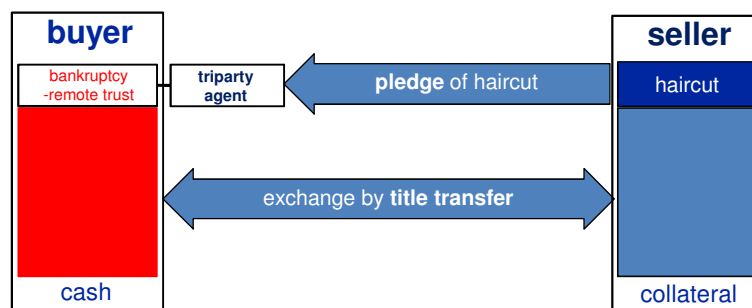 buyer
seller
bankruptcy
-remote trust
triparty
agent
pledge of haircut
haircut
exchange by title transfer
cash
collateral